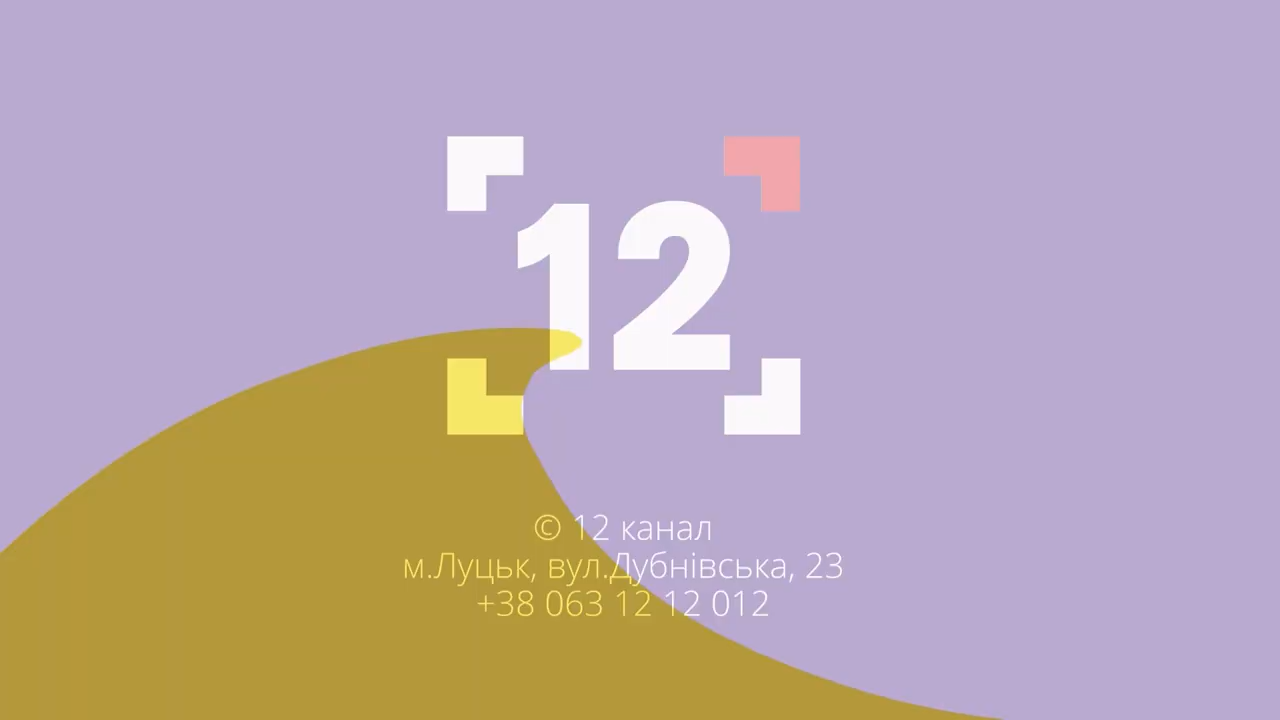 12
© 12 канал
м.Луцьк, вул.Дубнівська, 23
+38 063 12 12 012